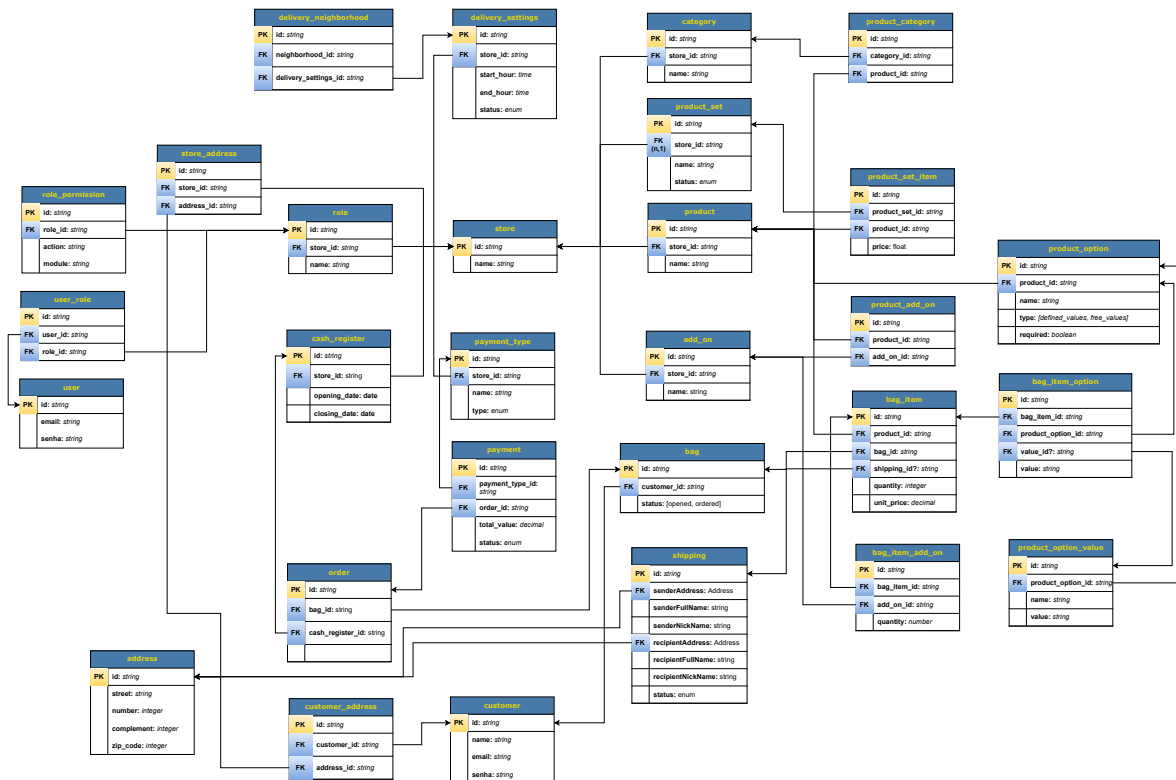 delivery_neighborhood
PK id: string
FK neighborhood_id: string
FK delivery_settings_id: string
delivery_settings
PK id: string
FK store_id: string
start_hour: time
end_hour: time
status: enum
category
PK id: string
FK store_id: string
name: string
product_category
PK id: string
FK category_id: string
FK product_id: string
product_set
PK id: string
FK (n,1) store_id: string
name: string
status: enum
store_address
PK id: string
FK store_id: string
FK address_id: string
role_permission
PK id: string
FK role_id: string
action: string
module: string
role
PK id: string
FK store_id: string
name: string
store
PK id: string
name: string
product
PK id: string
FK store_id: string
name: string
product_set_item
PK id: string
FK product_set_id: string
FK product_id: string
price: float
product_option
PK id: string
FK product_id: string
name: string
type: [defined_values, free_values]
required: boolean
user_role
PK id: string
FK user_id: string
FK role_id: string
user
PK id: string
email: string
senha: string
cash_register
PK id: string
FK store_id: string
opening_date: date
closing_date: date
payment_type
PK id: string
FK store_id: string
name: string
type: enum
add_on
PK id: string
FK store_id: string
name: string
product_add_on
PK id: string
FK product_id: string
FK add_on_id: string
bag_item
PK id: string
FK product_id: string
FK bag_id: string
FK shipping_id?: string
quantity: integer
unit_price: decimal
bag_item_option
PK id: string
FK bag_item_id: string
FK product_option_id: string
FK value_id?: string
value: string
payment
PK id: string
FK payment_type_id:
string
FK order_id: string
total_value: decimal
status: enum
bag
PK id: string
FK customer_id: string
status: [opened, ordered]
order
PK id: string
FK bag_id: string
FK cash_register_id: string
shipping
PK id: string
FK senderAddress: Address
senderFullName: string
senderNickName: string
FK recipientAddress: Address
recipientFullName: string
recipientNickName: string
status: enum
bag_item_add_on
PK id: string
FK bag_item_id: string
FK add_on_id: string
quantity: number
product_option_value
PK id: string
FK product_option_id: string
name: string
value: string
address
PK id: string
street: string
number: integer
complement: integer
zip_code: integer
customer_address
PK id: string
FK customer_id: string
FK address_id: string
customer
PK id: string
name: string
email: string
senha: string